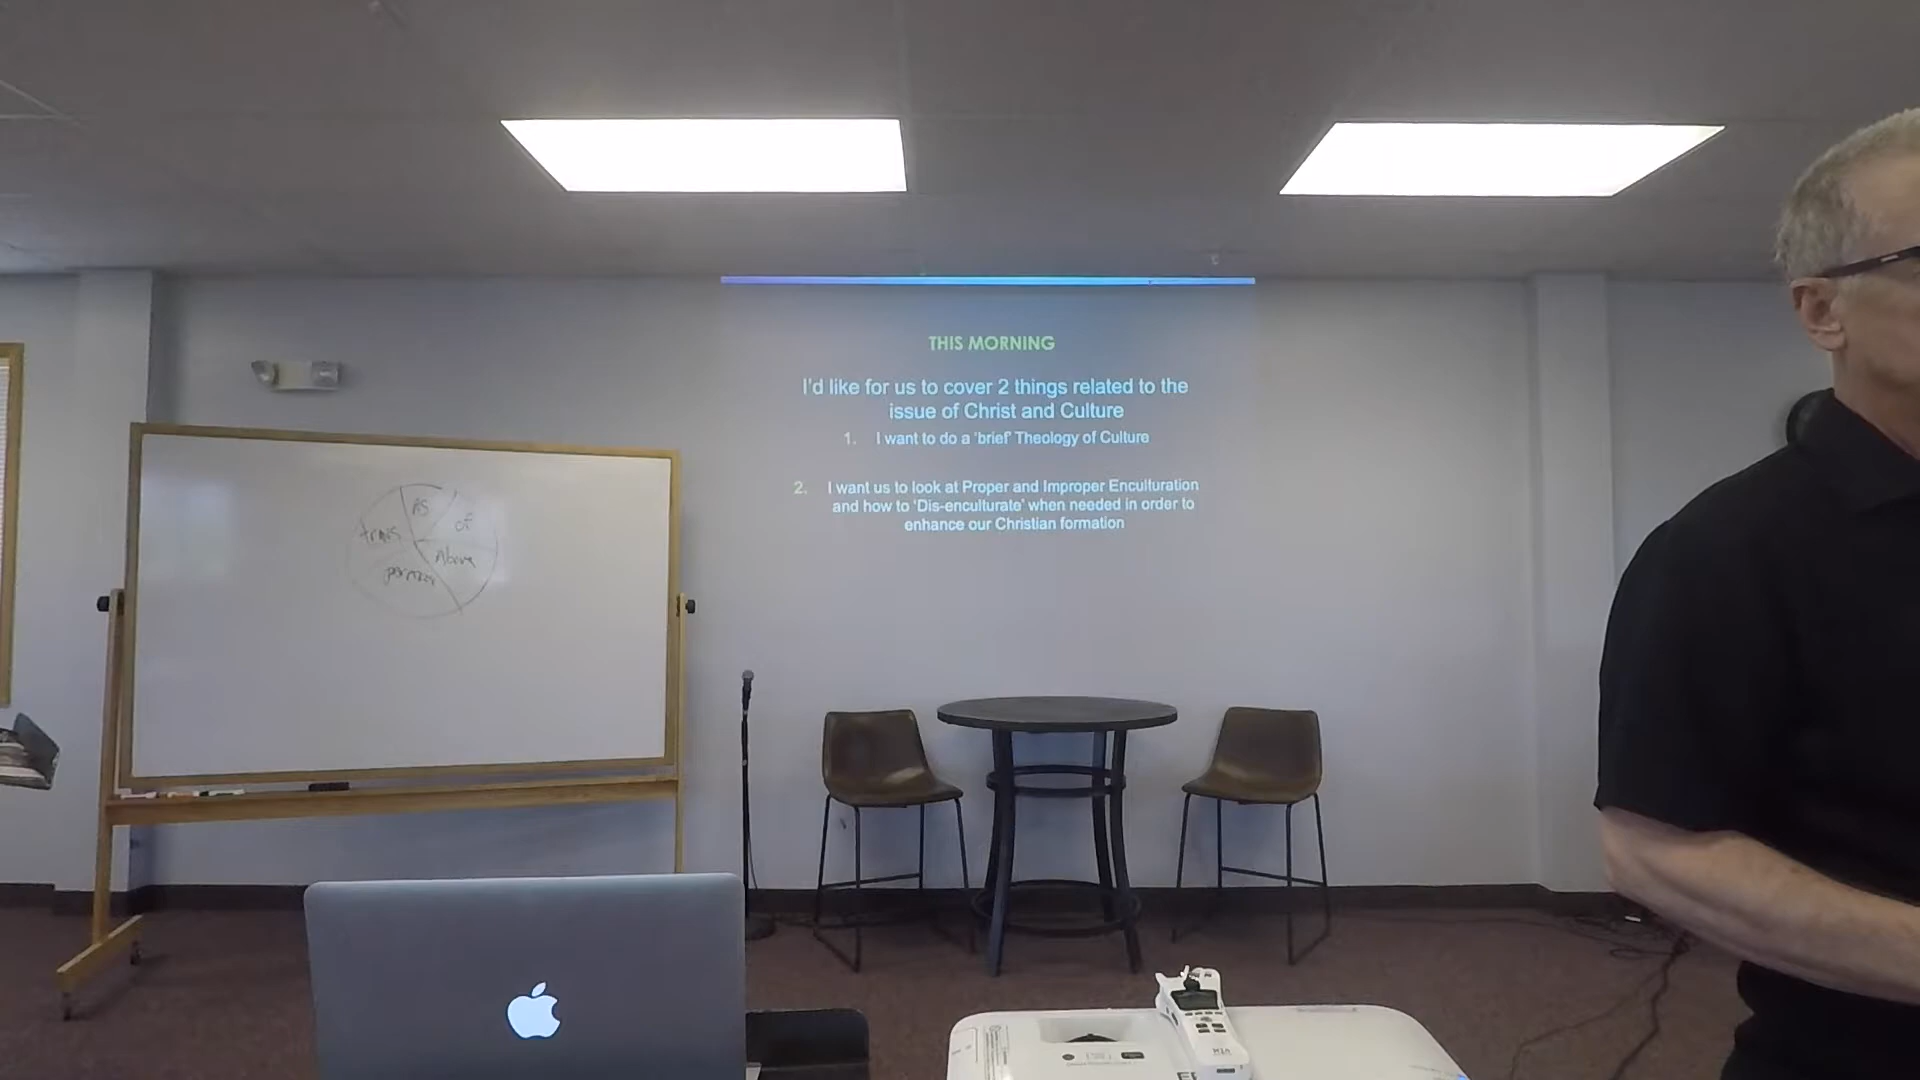 THIS MORNING
I'd like for us to cover 2 things related to the
issue of Christ and Culture
1. I want to do a 'brief' Theology of Culture
2. I want us to look at Proper and Improper Enculturation
and how to 'Dis-enculturate' when needed in order to
enhance our Christian formation
AS
of
trans
Above